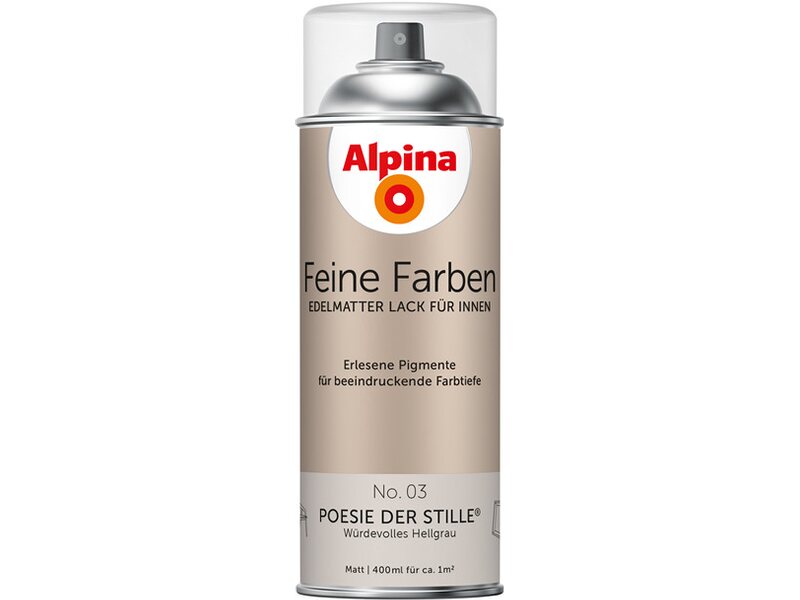 Alpina
Feine Farben
EDELMATTER LACK FÜR INNEN
Erlesene Pigmente
für beeindruckende Farbtiefe
No. 03
POESIE DER STILLE®
Würdevolles Hellgrau
Matt | 400ml für ca. 1m²